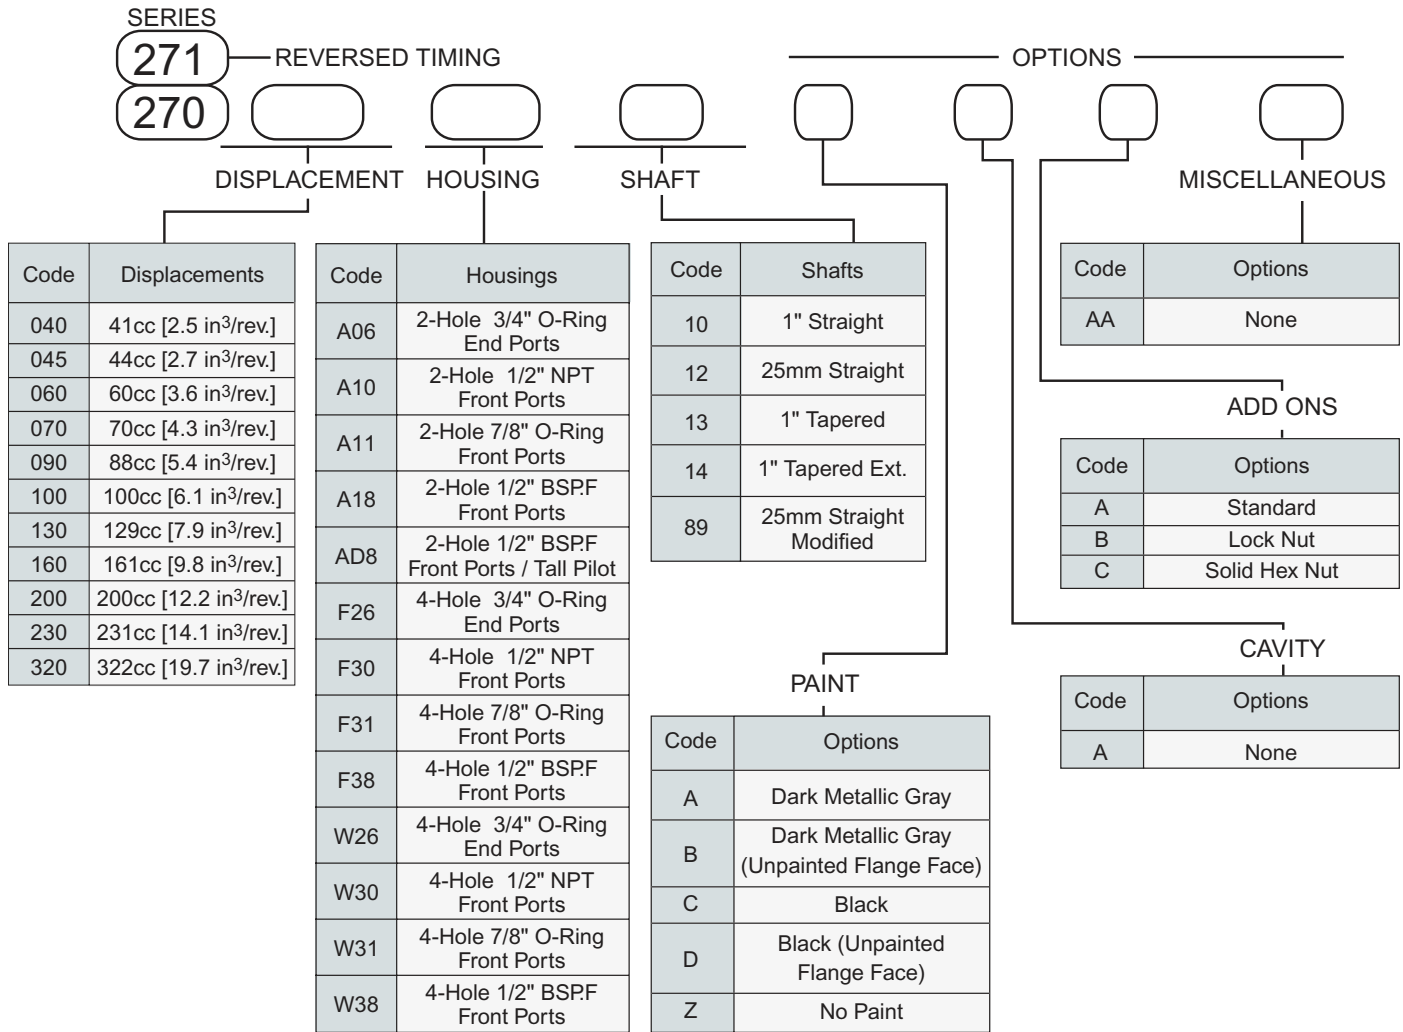 SERIES
271
REVERSED TIMING
OPTIONS
270
DISPLACEMENT
HOUSING
SHAFT
MISCELLANEOUS
Code Displacements
040 41cc [2.5 in³/rev.]
045 44cc [2.7 in³/rev.]
060 60cc [3.6 in³/rev.]
070 70cc [4.3 in³/rev.]
090 88cc [5.4 in³/rev.]
100 100cc [6.1 in³/rev.]
130 129cc [7.9 in³/rev.]
160 161cc [9.8 in³/rev.]
200 200cc [12.2 in³/rev.]
230 231cc [14.1 in³/rev.]
320 322cc [19.7 in³/rev.]
Code Housings
A06 2-Hole 3/4" O-Ring
End Ports
A10 2-Hole 1/2" NPT
Front Ports
A11 2-Hole 7/8" O-Ring
Front Ports
A18 2-Hole 1/2" BSP.F
Front Ports
AD8 2-Hole 1/2" BSP.F
Front Ports / Tall Pilot
F26 4-Hole 3/4" O-Ring
End Ports
F30 4-Hole 1/2" NPT
Front Ports
F31 4-Hole 7/8" O-Ring
Front Ports
F38 4-Hole 1/2" BSP.F
Front Ports
W26 4-Hole 3/4" O-Ring
End Ports
W30 4-Hole 1/2" NPT
Front Ports
W31 4-Hole 7/8" O-Ring
Front Ports
W38 4-Hole 1/2" BSP.F
Front Ports
Code Shafts
10 1" Straight
12 25mm Straight
13 1" Tapered
14 1" Tapered Ext.
89 25mm Straight
Modified
PAINT
Code Options
A Dark Metallic Gray
B Dark Metallic Gray
(Unpainted Flange Face)
C Black
D Black (Unpainted
Flange Face)
Z No Paint
Code Options
AA None
ADD ONS
Code Options
A Standard
B Lock Nut
C Solid Hex Nut
CAVITY
Code Options
A None